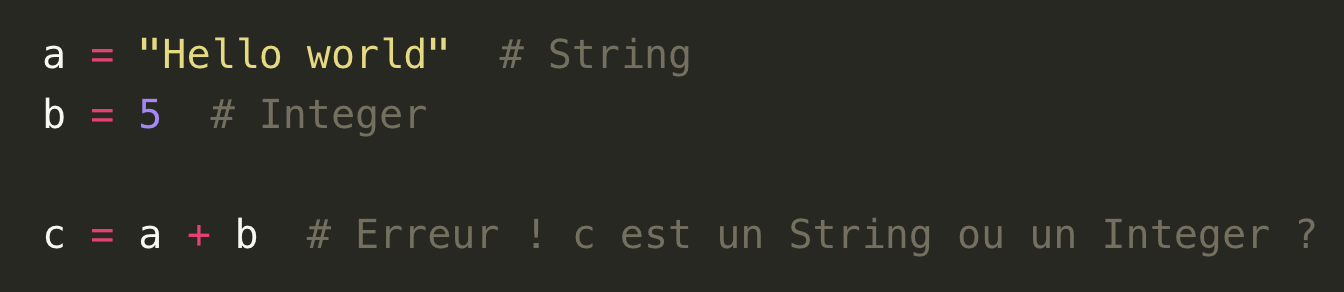 a = "Hello world"  # String
b = 5  # Integer
c = a + b  # Erreur ! c est un String ou un Integer ?